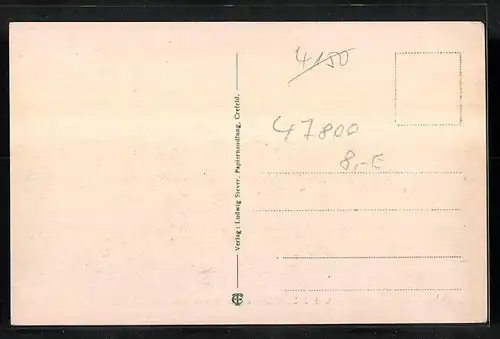 4150
47800
8,-E
Verlag: Ludwig Siever, Papierhandlung, Crefeld.